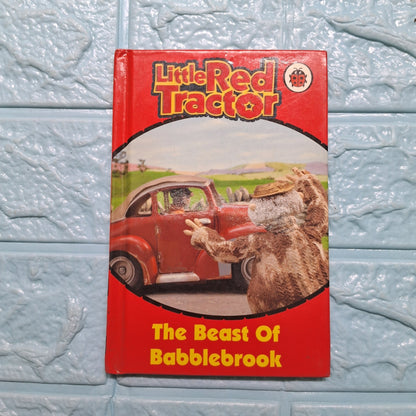 Little Red
Tractor
The Beast Of
Babblebrook